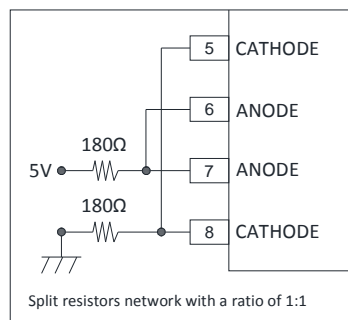 5 CATHODE
6 ANODE
180Ω
5V 7 ANODE
180Ω
8 CATHODE
Split resistors network with a ratio of 1:1